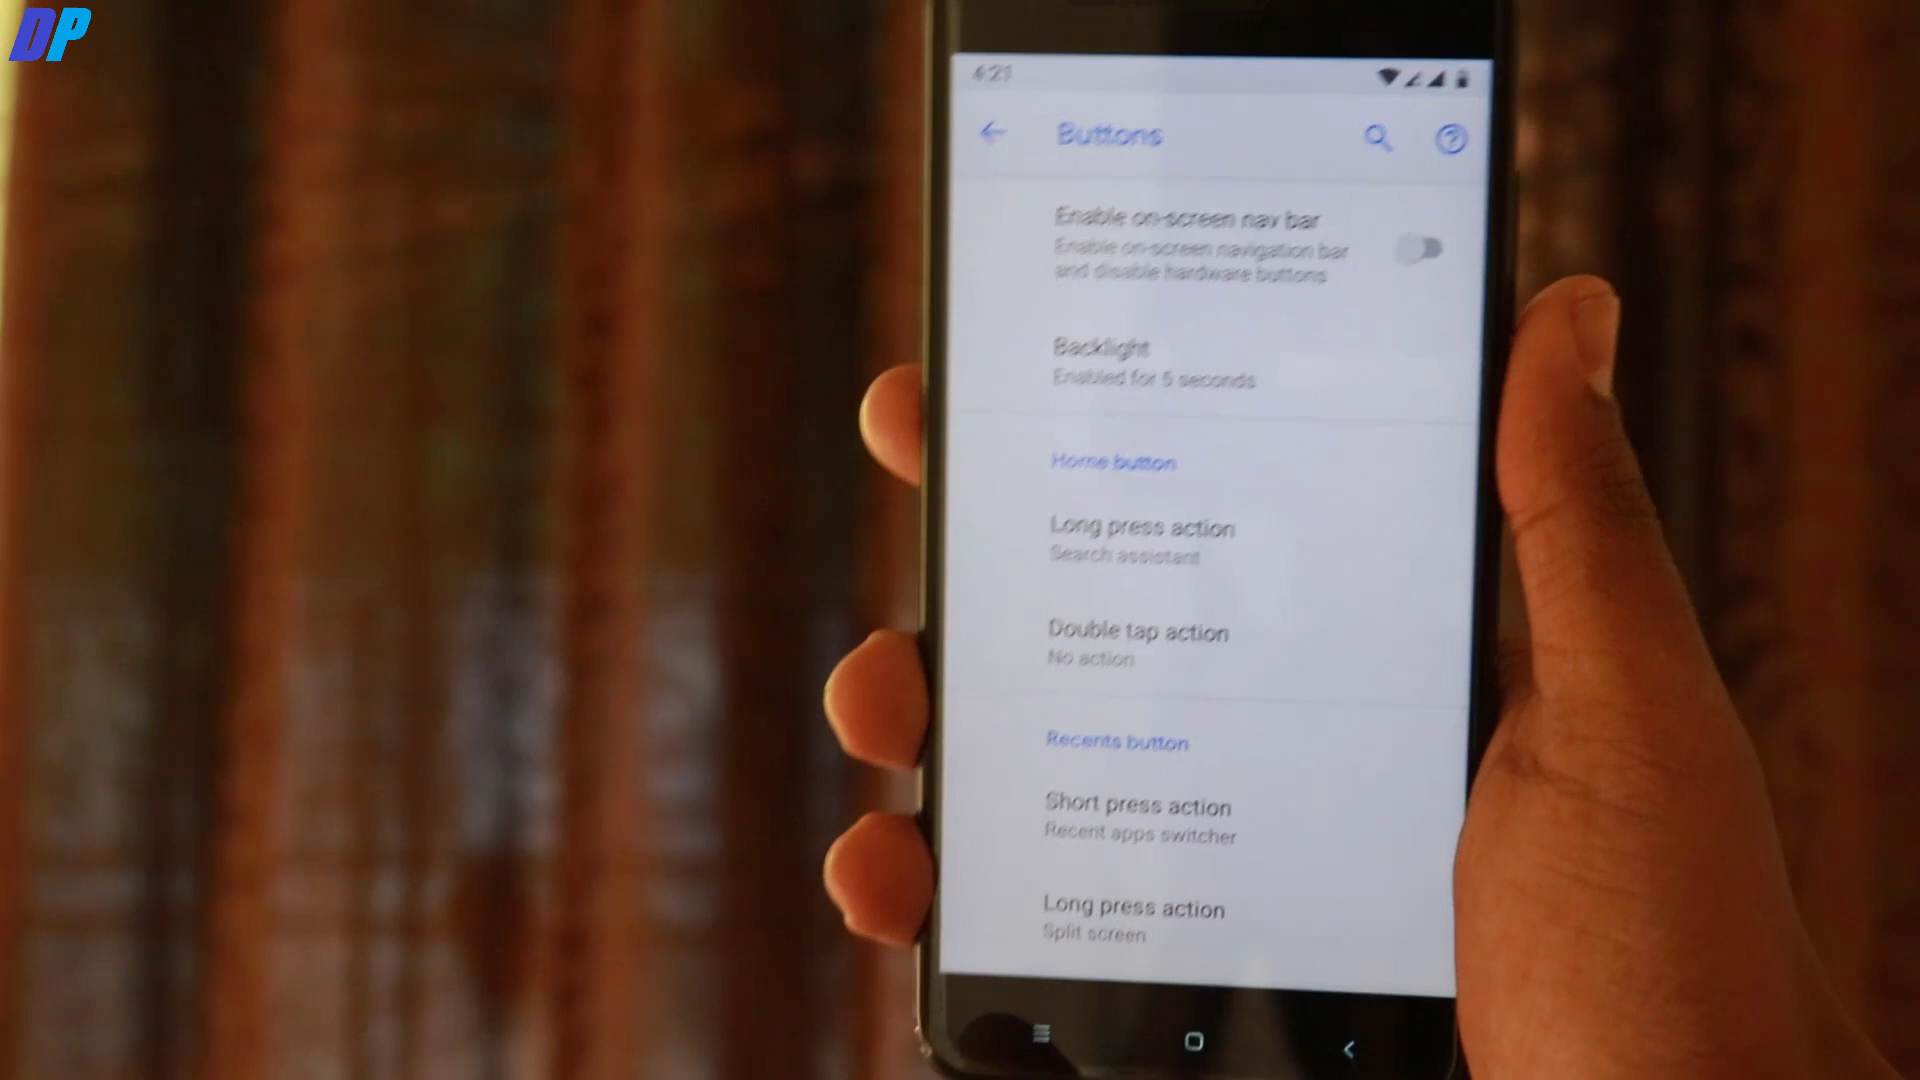 DP
4:21
Buttons
Enable on-screen nav bar
Enable on-screen navigation bar
and disable hardware buttons
Backlight
Enabled for 5 seconds
Home button
Long press action
Search assistant
Double tap action
No action
Recents button
Short press action
Recent apps switcher
Long press action
Split screen